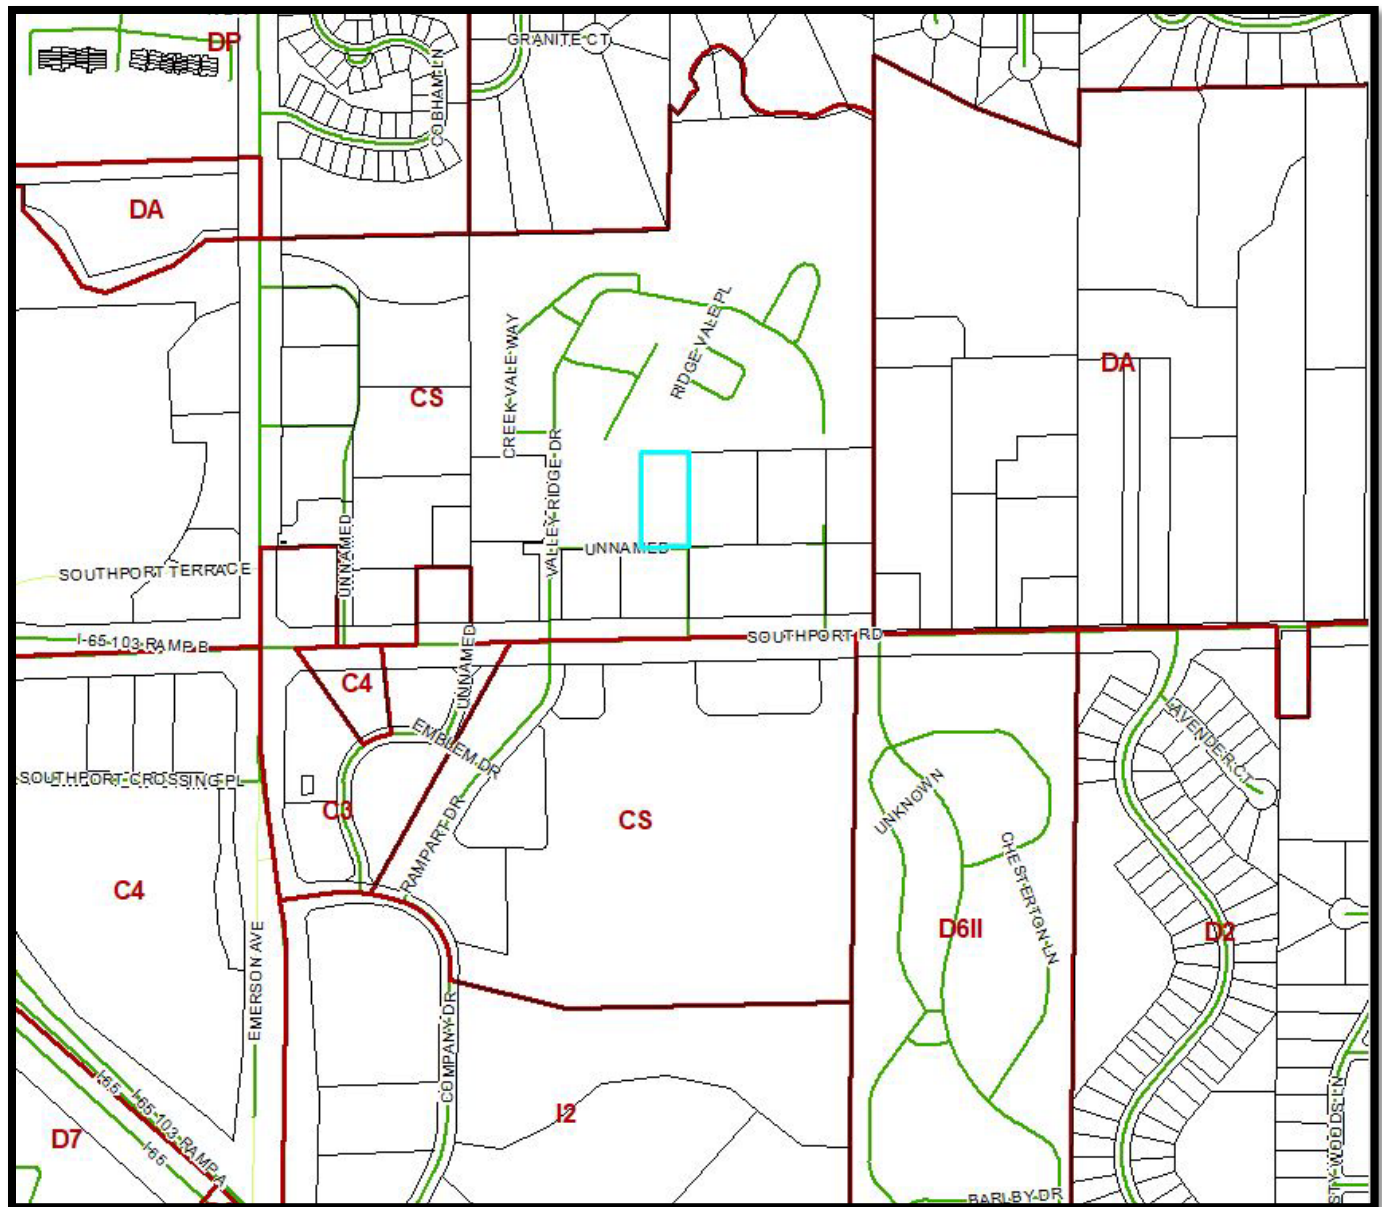 DP
GRANITE CT
COBHAM LN
DA
RIDGE VALE PL
CREEK VALE WAY
DA
CS
VALLEY RIDGE DR
UNNAMED
UNNAMED
SOUTHPORT TERRACE
I-65-103-RAMP B
SOUTHPORT RD
UNNAMED
C4
LAVENDER CT
EMBLEM DR
SOUTHPORT CROSSING PL
UNKNOWN
C3
CS
RAMPART DR
CHESTERTON LN
C4
D6II
D2
EMERSON AVE
COMPANY DR
I-65
I-65-103-RAMP A
I2
D7
I-65
STY WOODS LN
BARLBY DR